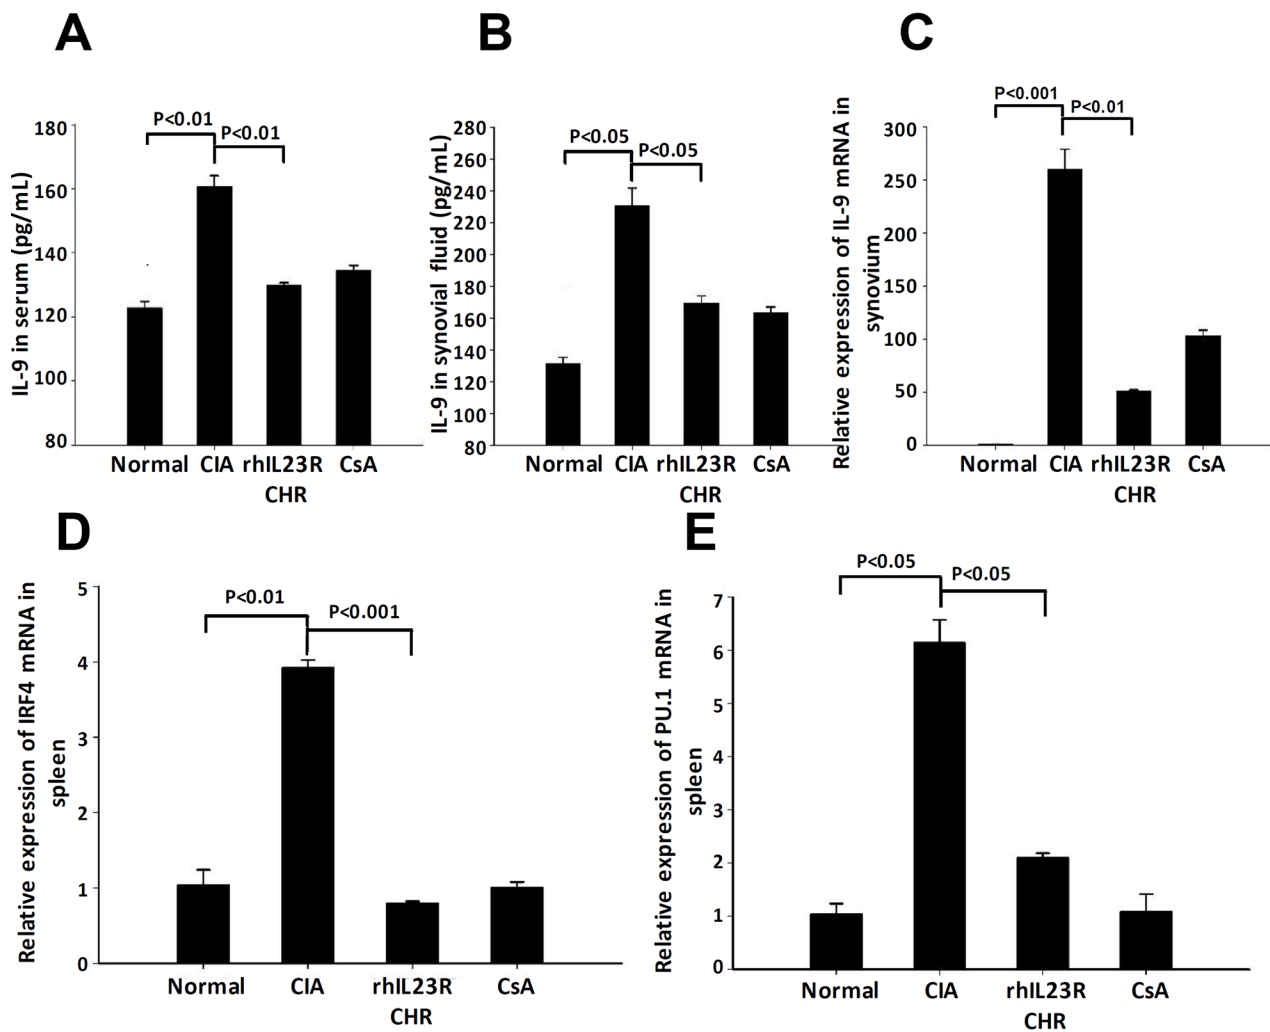 A
IL-9 in serum (pg/mL)
180
160
140
120
100
80
P<0.01
P<0.01
Normal CIA rhIL23R CsA
CHR
B
IL-9 in synovial fluid (pg/mL)
280
260
240
220
200
180
160
140
120
100
80
P<0.05
P<0.05
Normal CIA rhIL23R CsA
CHR
C
Relative expression of IL-9 mRNA in
synovium
300
250
200
150
100
50
0
P<0.001
P<0.01
Normal CIA rhIL23R CsA
CHR
D
Relative expression of IRF4 mRNA in
spleen
5
4
3
2
1
0
P<0.01
P<0.001
Normal CIA rhIL23R CsA
CHR
E
Relative expression of PU.1 mRNA in
spleen
7
6
5
4
3
2
1
0
P<0.05
P<0.05
Normal CIA rhIL23R CsA
CHR